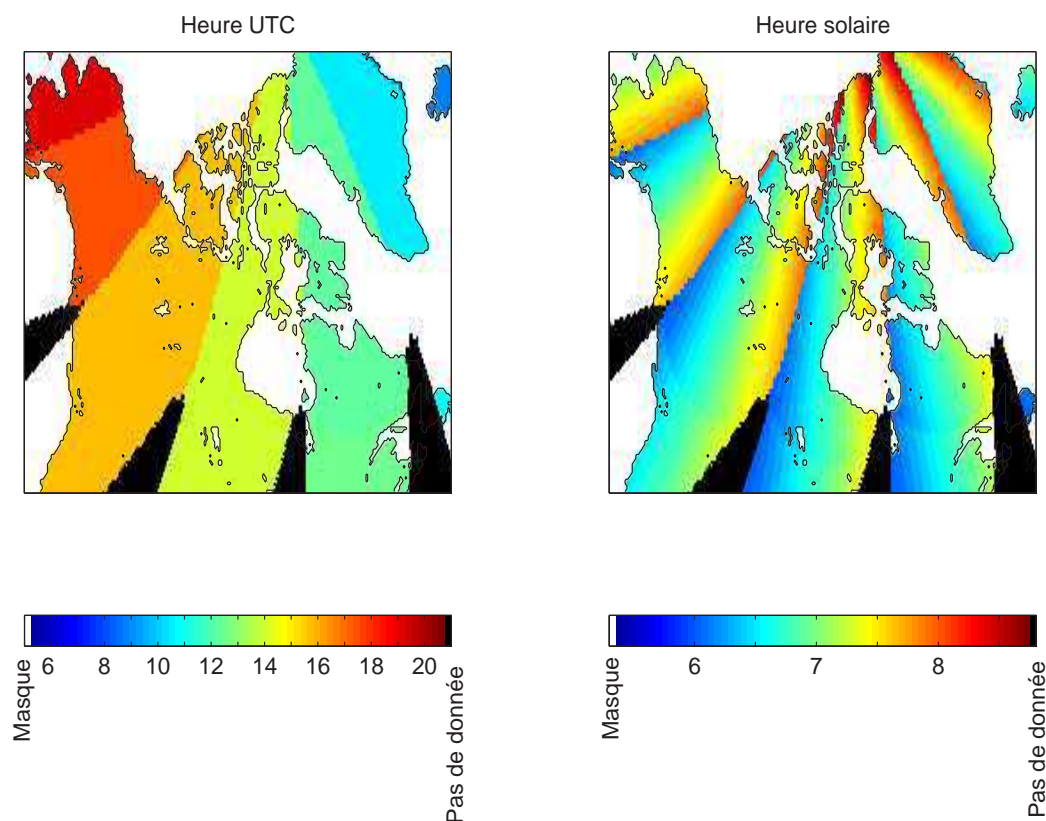 Heure UTC
Heure solaire
6 8 10 12 14 16 18 20
Masque
Pas de donnée
6 7 8
Masque
Pas de donnée